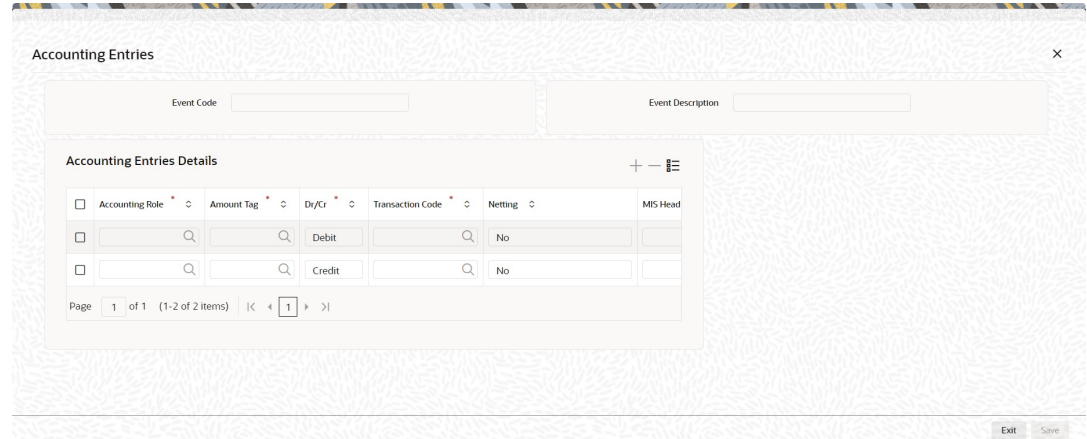 Accounting Entries
Event Code
Event Description
Accounting Entries Details
Accounting Role * Amount Tag * Dr/Cr * Transaction Code * Netting MIS Head
Debit No
Credit No
Page 1 of 1 (1-2 of 2 items) 1
Exit Save